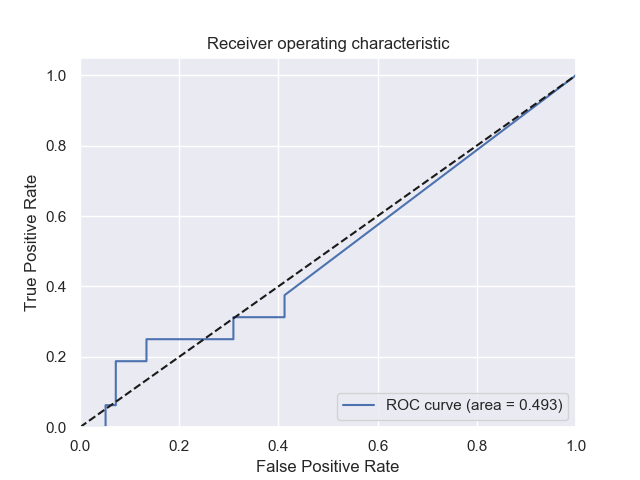 Receiver operating characteristic
True Positive Rate
1.0
0.8
0.6
0.4
0.2
0.0
ROC curve (area = 0.493)
0.0 0.2 0.4 0.6 0.8 1.0
False Positive Rate